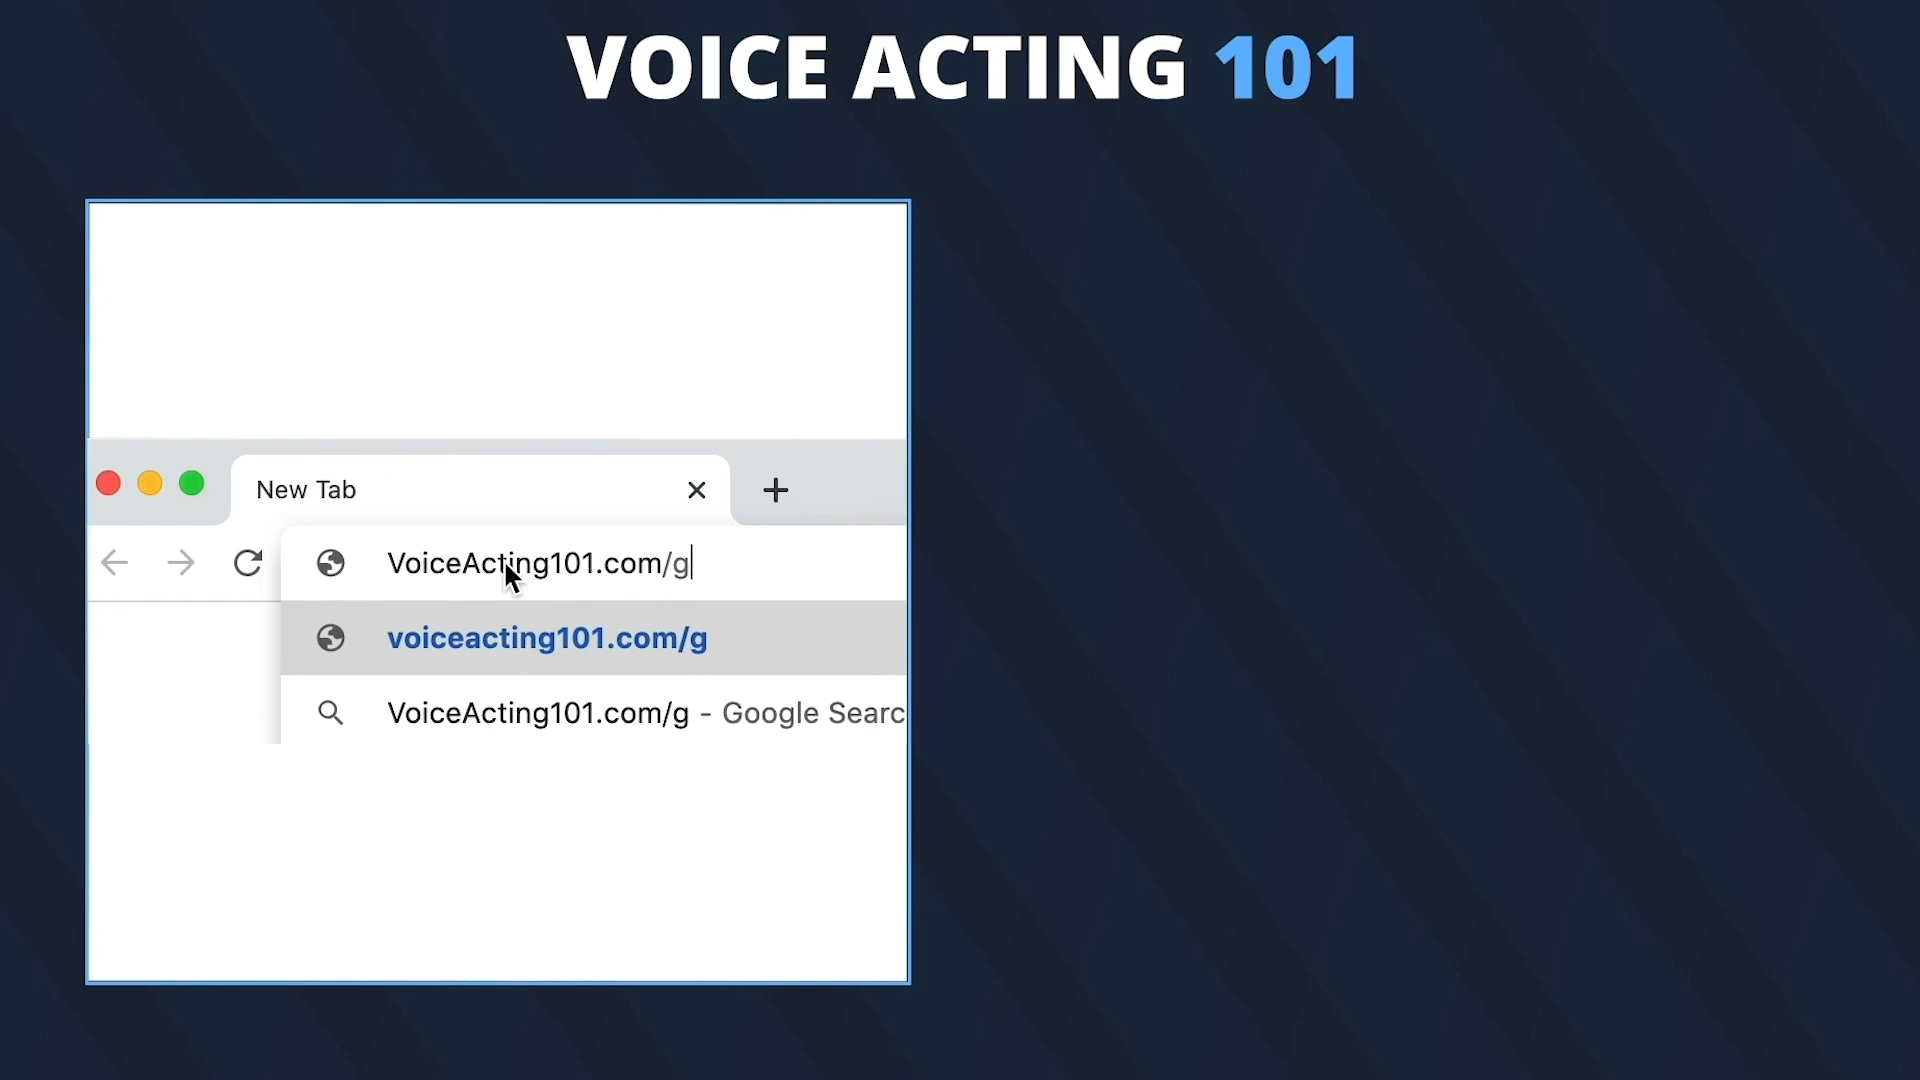 VOICE ACTING 101
New Tab
VoiceActing101.com/g
voiceacting101.com/g
VoiceActing101.com/g - Google Searc